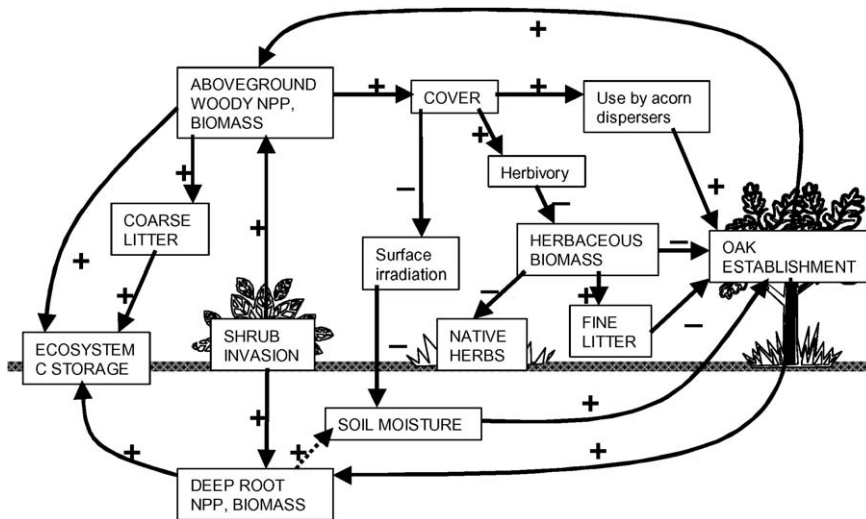 +
ABOVEGROUND
WOODY NPP,
BIOMASS
+
COVER
+
Use by acorn
dispersers
+
+
Herbivory
–
–
+
COARSE
LITTER
+
+
Surface
irradiation
HERBACEOUS
BIOMASS
–
OAK
ESTABLISHMENT
+
+
–
+
–
ECOSYSTEM
C STORAGE
SHRUB
INVASION
–
NATIVE
HERBS
FINE
LITTER
+
SOIL MOISTURE
+
+
+
+
DEEP ROOT
NPP, BIOMASS